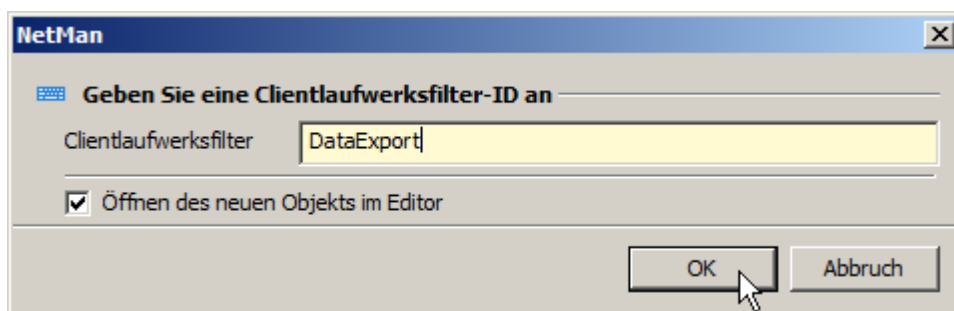 NetMan
Geben Sie eine Clientlaufwerksfilter-ID an
Clientlaufwerksfilter DataExport
Öffnen des neuen Objekts im Editor
OK Abbruch